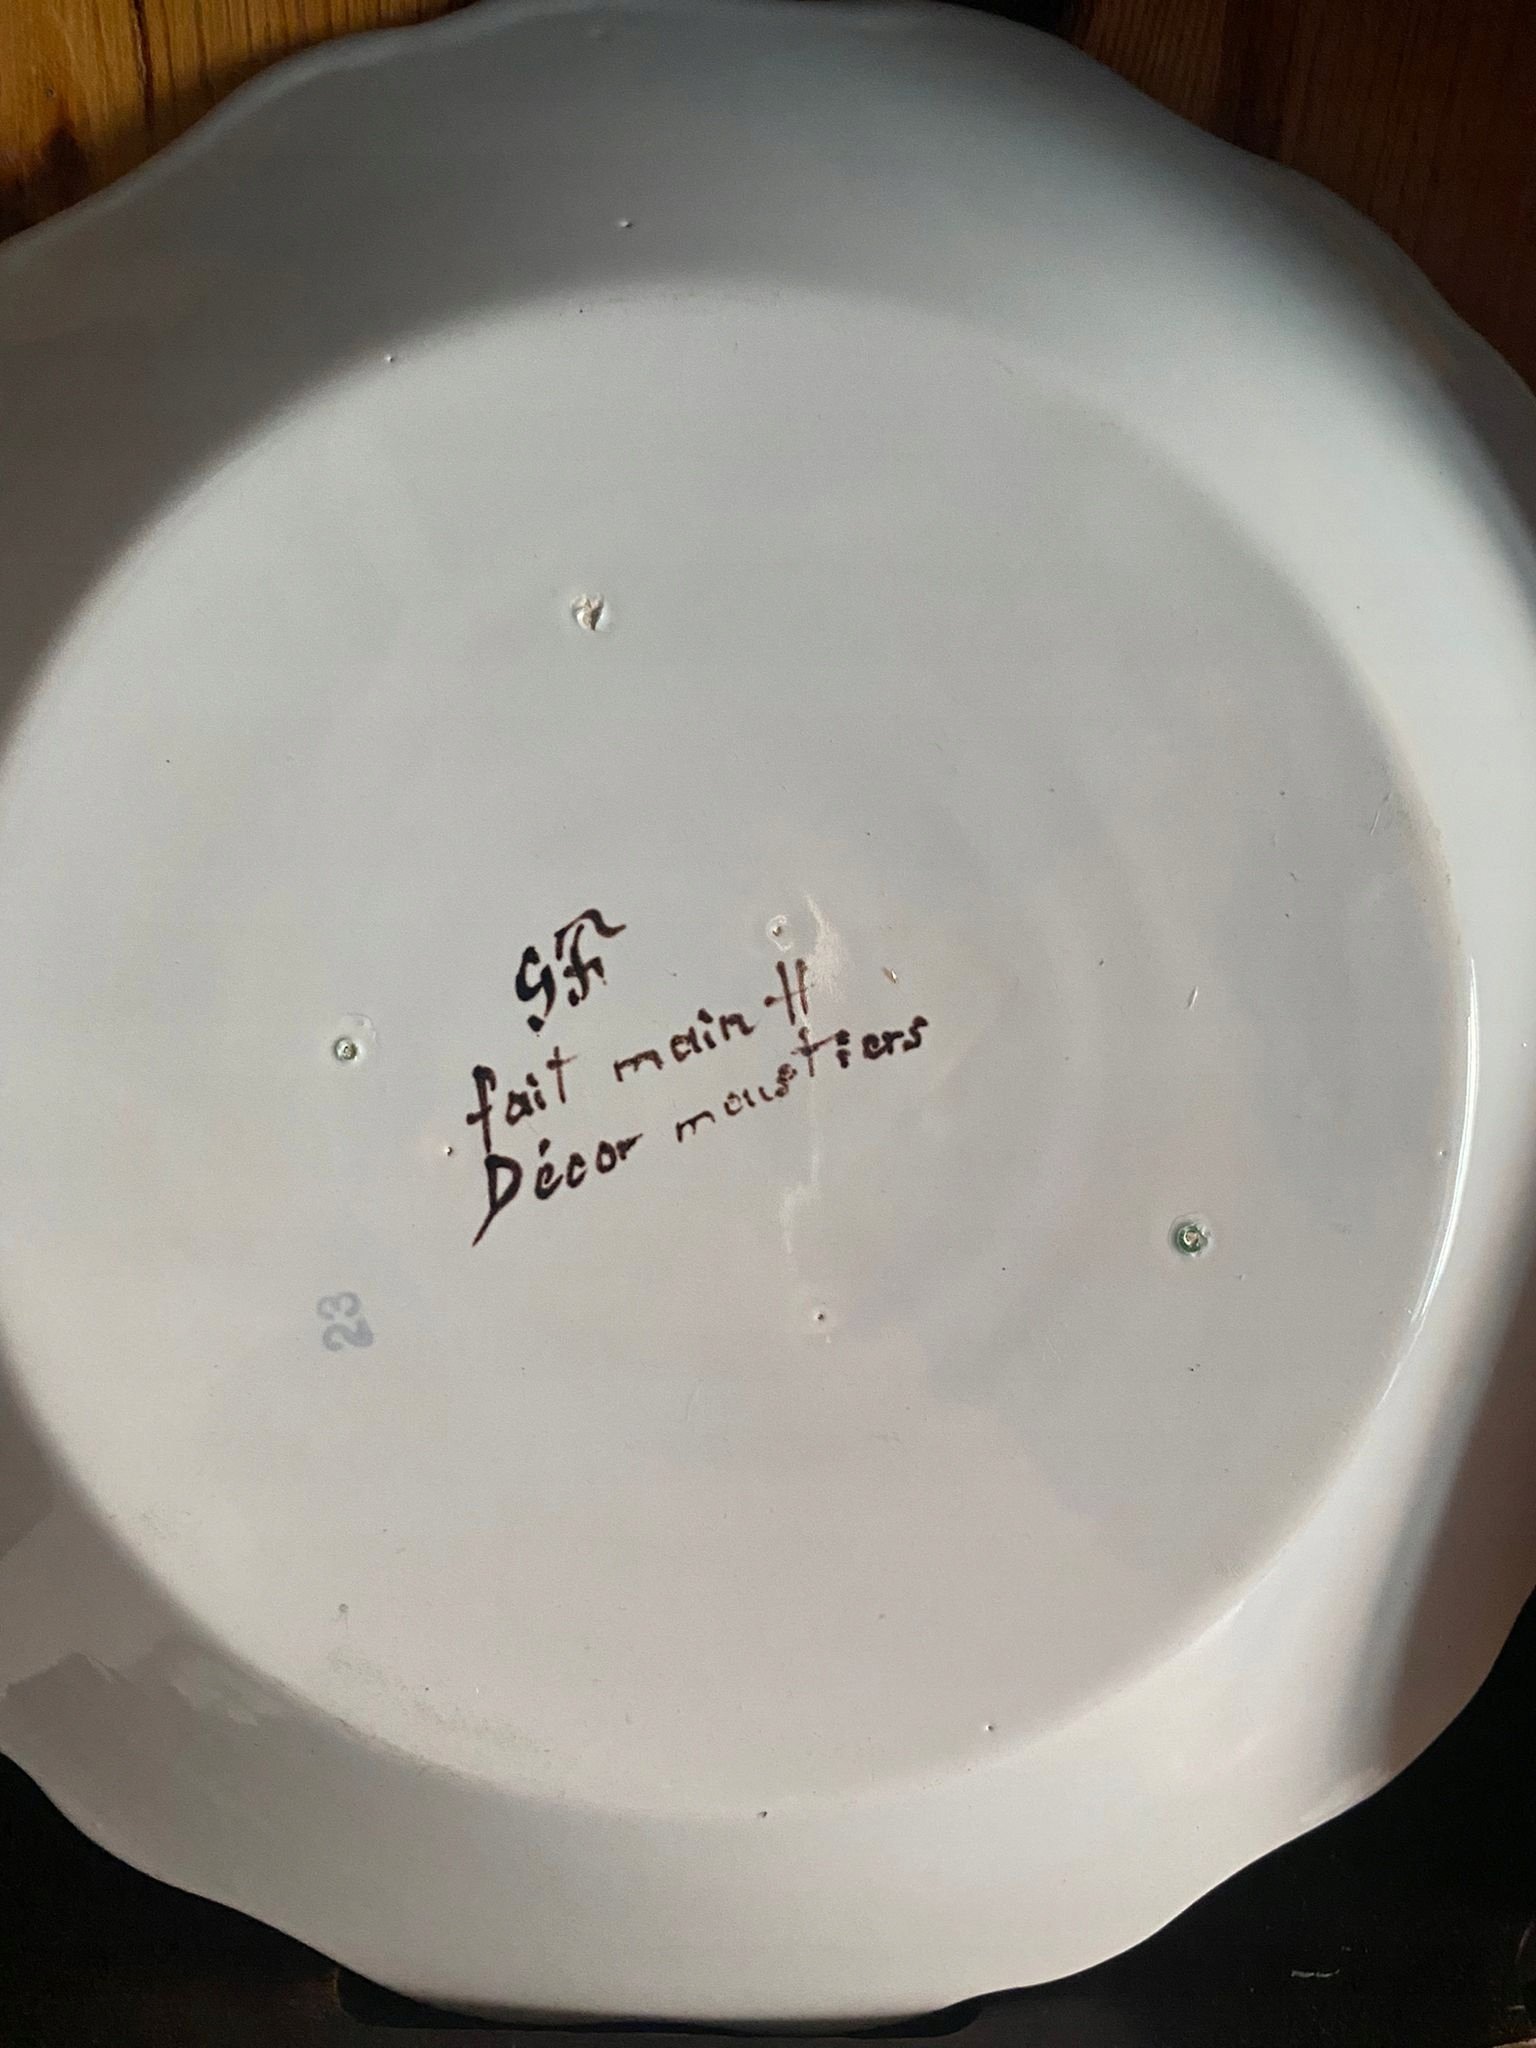 GF
fait main H
Décor moustiers
23